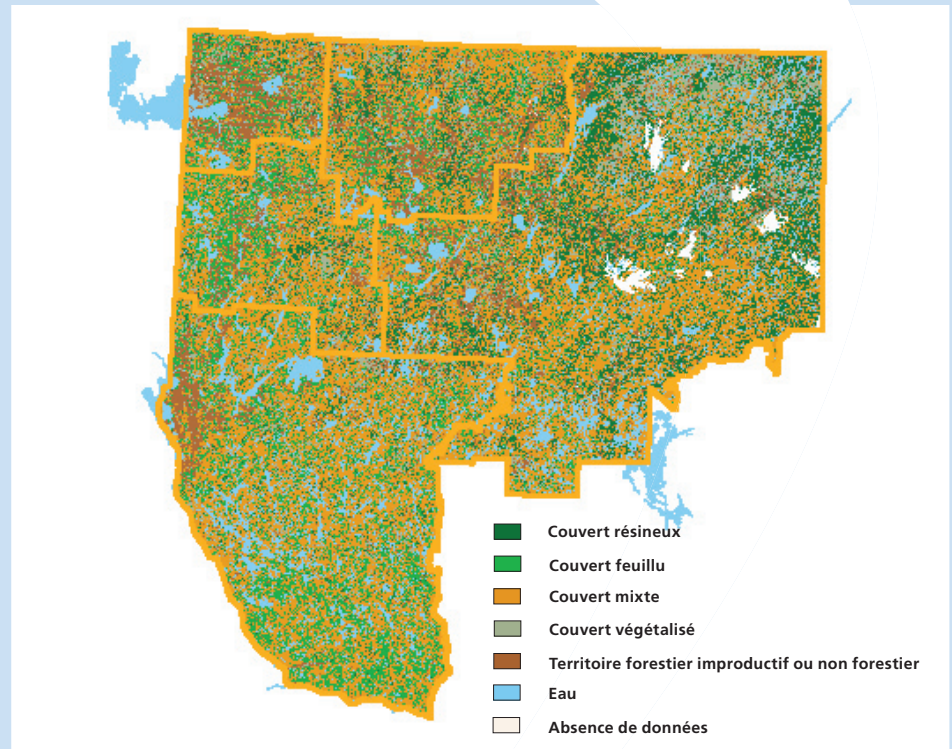 Couvert résineux
Couvert feuillu
Couvert mixte
Couvert végétalisé
Territoire forestier improductif ou non forestier
Eau
Absence de données